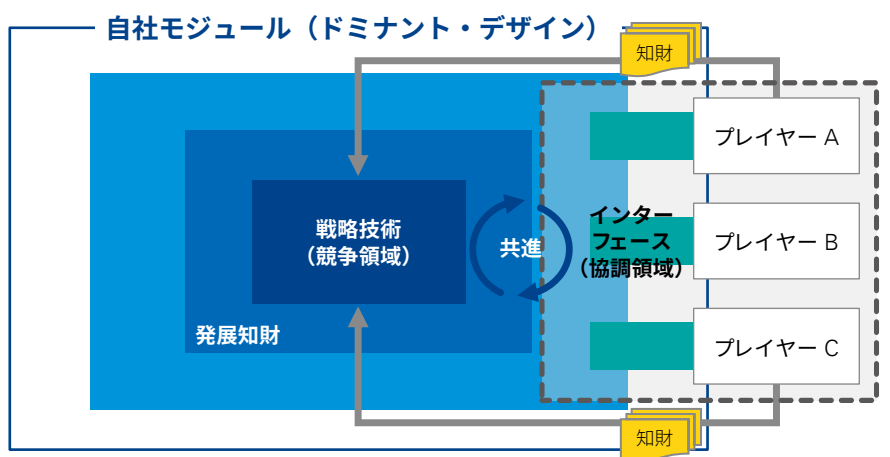 自社モジュール（ドミナント・デザイン）
知財
プレイヤー A
戦略技術
（競争領域）
共進
インター
フェース
（協調領域）
プレイヤー B
発展知財
プレイヤー C
知財